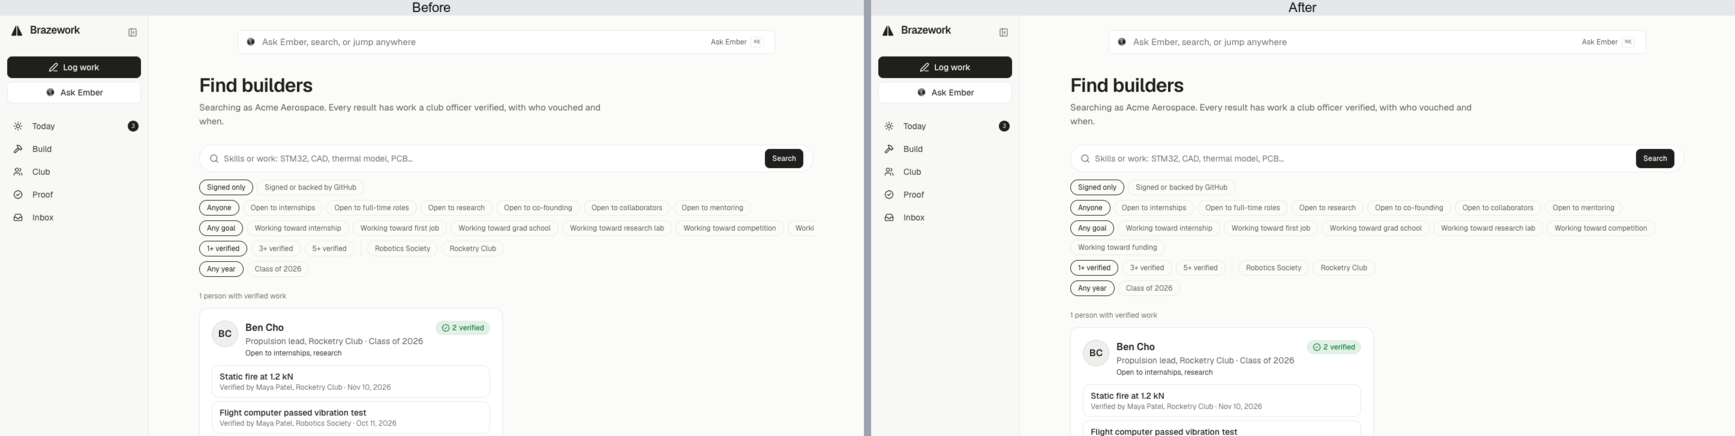 Before
Brazework
Ask Ember, search, or jump anywhere
Ask Ember ⌘K
Log work
Ask Ember
Today 3
Build
Club
Proof
Inbox
Find builders
Searching as Acme Aerospace. Every result has work a club officer verified, with who vouched and
when.
Skills or work: STM32, CAD, thermal model, PCB...
Search
Signed only Signed or backed by GitHub
Anyone Open to internships Open to full-time roles Open to research Open to co-founding Open to collaborators Open to mentoring
Any goal Working toward internship Working toward first job Working toward grad school Working toward research lab Working toward competition Worki
1+ verified 3+ verified 5+ verified Robotics Society Rocketry Club
Any year Class of 2026
1 person with verified work
BC
Ben Cho
2 verified
Propulsion lead, Rocketry Club · Class of 2026
Open to internships, research
Static fire at 1.2 kN
Verified by Maya Patel, Rocketry Club · Nov 10, 2026
Flight computer passed vibration test
Verified by Maya Patel, Robotics Society · Oct 11, 2026
After
Brazework
Ask Ember, search, or jump anywhere
Ask Ember ⌘K
Log work
Ask Ember
Today 3
Build
Club
Proof
Inbox
Find builders
Searching as Acme Aerospace. Every result has work a club officer verified, with who vouched and
when.
Skills or work: STM32, CAD, thermal model, PCB...
Search
Signed only Signed or backed by GitHub
Anyone Open to internships Open to full-time roles Open to research Open to co-founding Open to collaborators Open to mentoring
Any goal Working toward internship Working toward first job Working toward grad school Working toward research lab Working toward competition
Working toward funding
1+ verified 3+ verified 5+ verified Robotics Society Rocketry Club
Any year Class of 2026
1 person with verified work
BC
Ben Cho
2 verified
Propulsion lead, Rocketry Club · Class of 2026
Open to internships, research
Static fire at 1.2 kN
Verified by Maya Patel, Rocketry Club · Nov 10, 2026
Flight computer passed vibration test